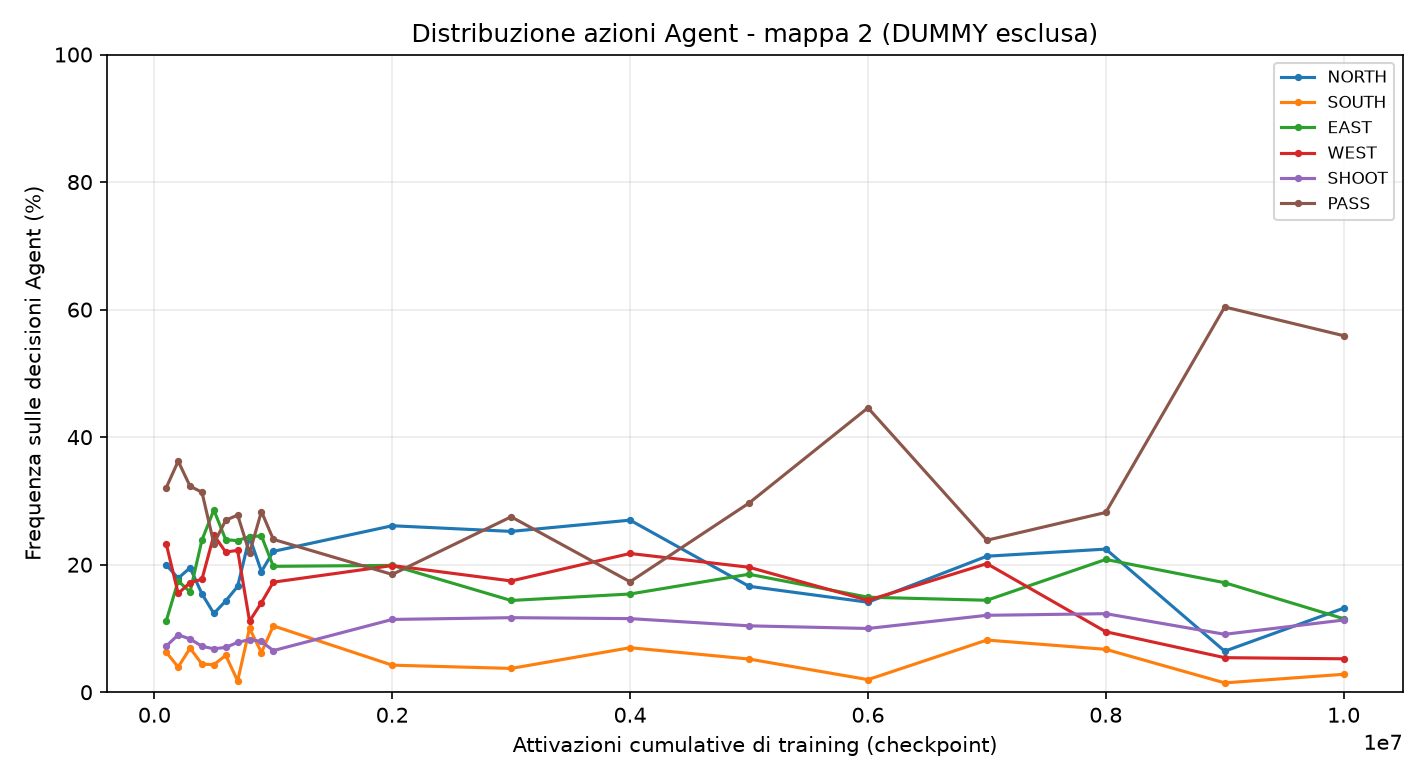 Distribuzione azioni Agent - mappa 2 (DUMMY esclusa)
100
80
60
40
20
0
Frequenza sulle decisioni Agent (%)
NORTH
SOUTH
EAST
WEST
SHOOT
PASS
0.0 0.2 0.4 0.6 0.8 1.0
1e7
Attivazioni cumulative di training (checkpoint)